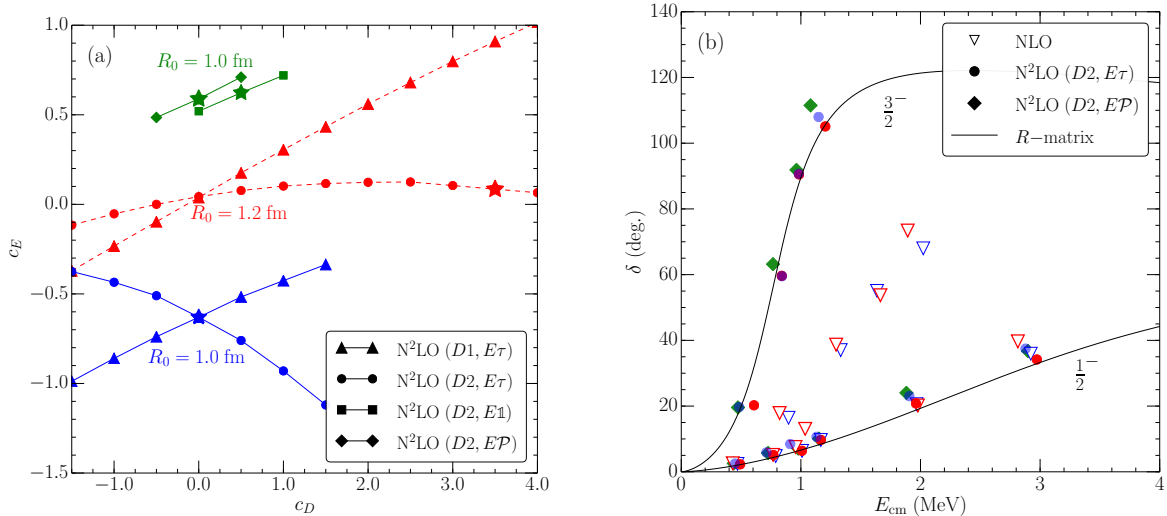 (a)
R₀ = 1.0 fm
R₀ = 1.2 fm
R₀ = 1.0 fm
N²LO (D1, Eτ)
N²LO (D2, Eτ)
N²LO (D2, E𝟙)
N²LO (D2, E𝒫)
1.0
0.5
0.0
−0.5
−1.0
−1.5
c_E
−1.0 0.0 1.0 2.0 3.0 4.0
c_D
(b)
NLO
N²LO (D2, Eτ)
N²LO (D2, E𝒫)
R−matrix
3/2⁻
1/2⁻
140
120
100
80
60
40
20
0
δ (deg.)
0 1 2 3 4
E_cm (MeV)